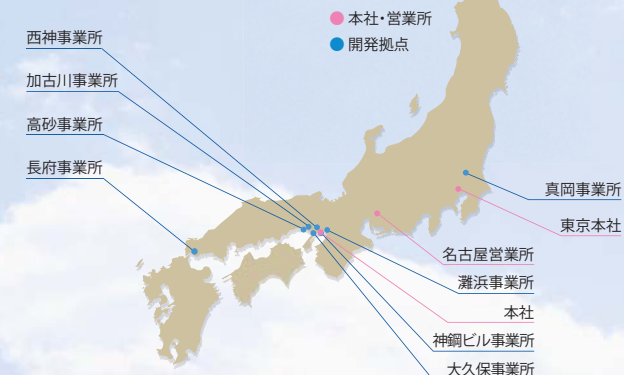 本社・営業所
開発拠点
西神事業所
加古川事業所
高砂事業所
長府事業所
真岡事業所
東京本社
名古屋営業所
灘浜事業所
本社
神鋼ビル事業所
大久保事業所